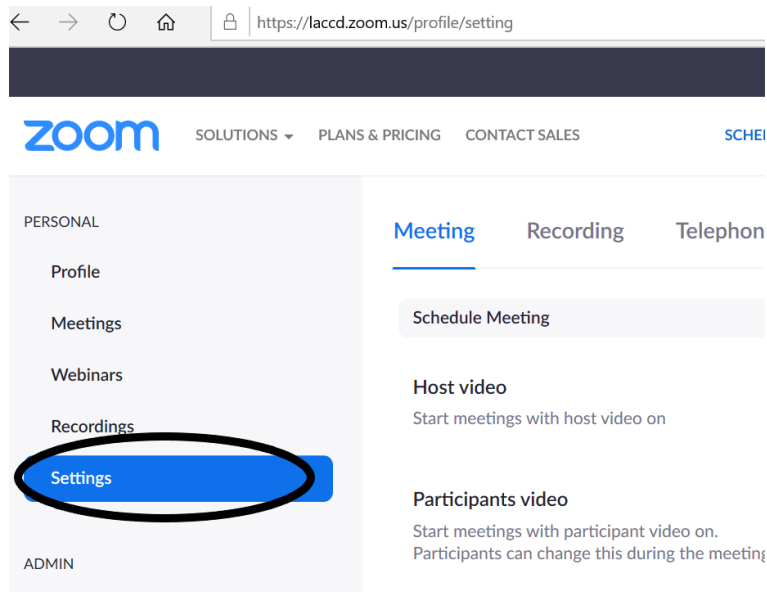 https://laccd.zoom.us/profile/setting
zoom SOLUTIONS PLANS & PRICING CONTACT SALES SCHE
PERSONAL
Profile
Meetings
Webinars
Recordings
Settings
ADMIN
Meeting Recording Telephon
Schedule Meeting
Host video
Start meetings with host video on
Participants video
Start meetings with participant video on.
Participants can change this during the meeting